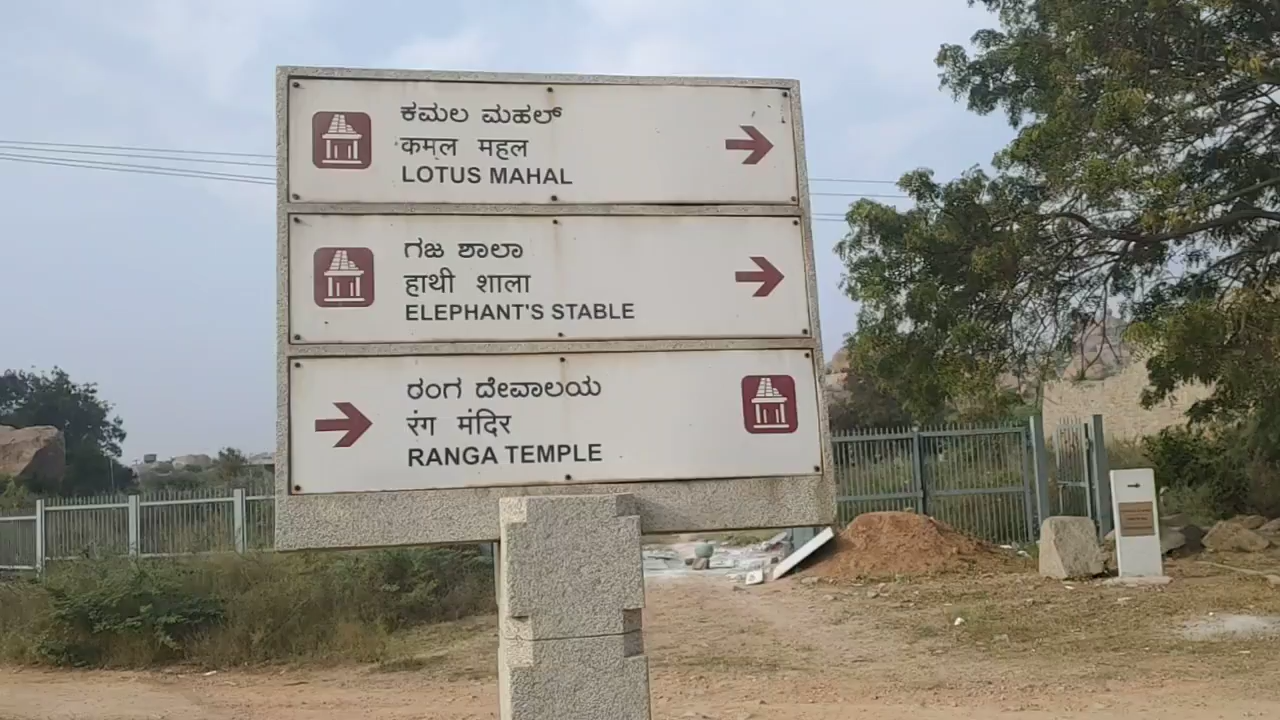 ಕಮಲ ಮಹಲ್
कमल महल
LOTUS MAHAL
ಗಜ ಶಾಲಾ
हाथी शाला
ELEPHANT'S STABLE
ರಂಗ ದೇವಾಲಯ
रंग मंदिर
RANGA TEMPLE